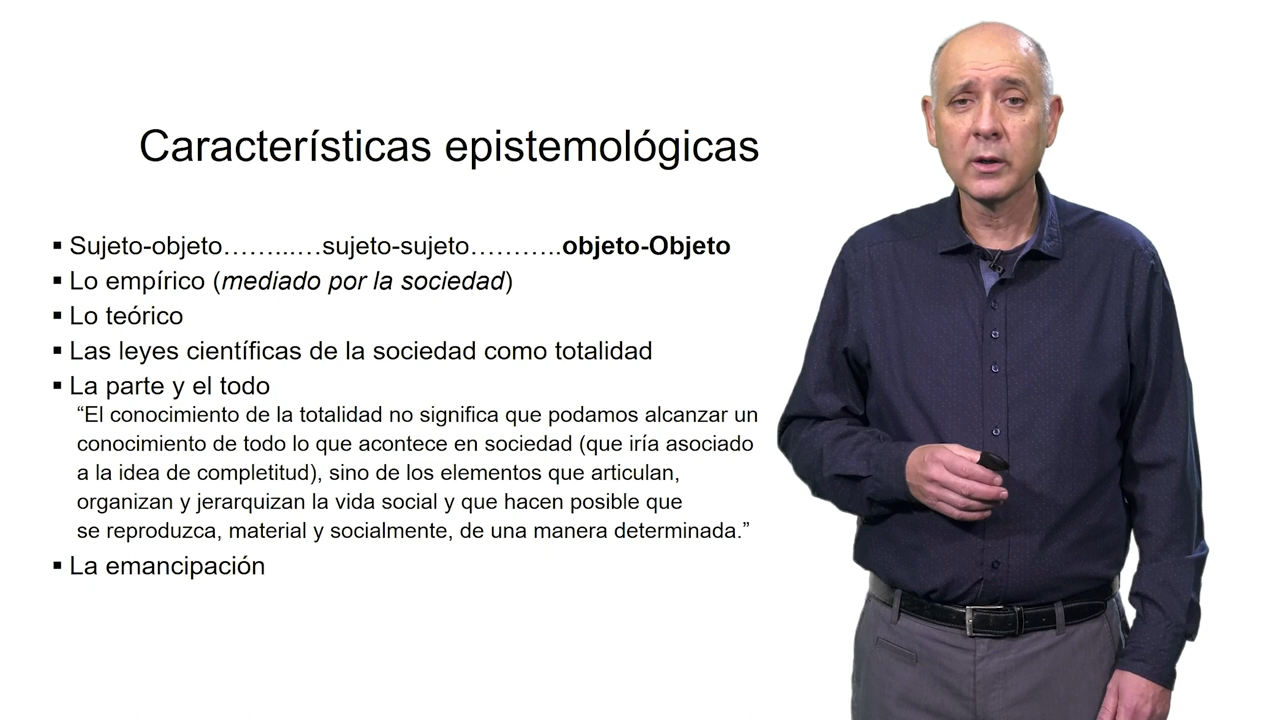 Características epistemológicas
▪ Sujeto-objeto……...…sujeto-sujeto………..objeto-Objeto
▪ Lo empírico (mediado por la sociedad)
▪ Lo teórico
▪ Las leyes científicas de la sociedad como totalidad
▪ La parte y el todo
“El conocimiento de la totalidad no significa que podamos alcanzar un
conocimiento de todo lo que acontece en sociedad (que iría asociado
a la idea de completitud), sino de los elementos que articulan,
organizan y jerarquizan la vida social y que hacen posible que
se reproduzca, material y socialmente, de una manera determinada.”
▪ La emancipación